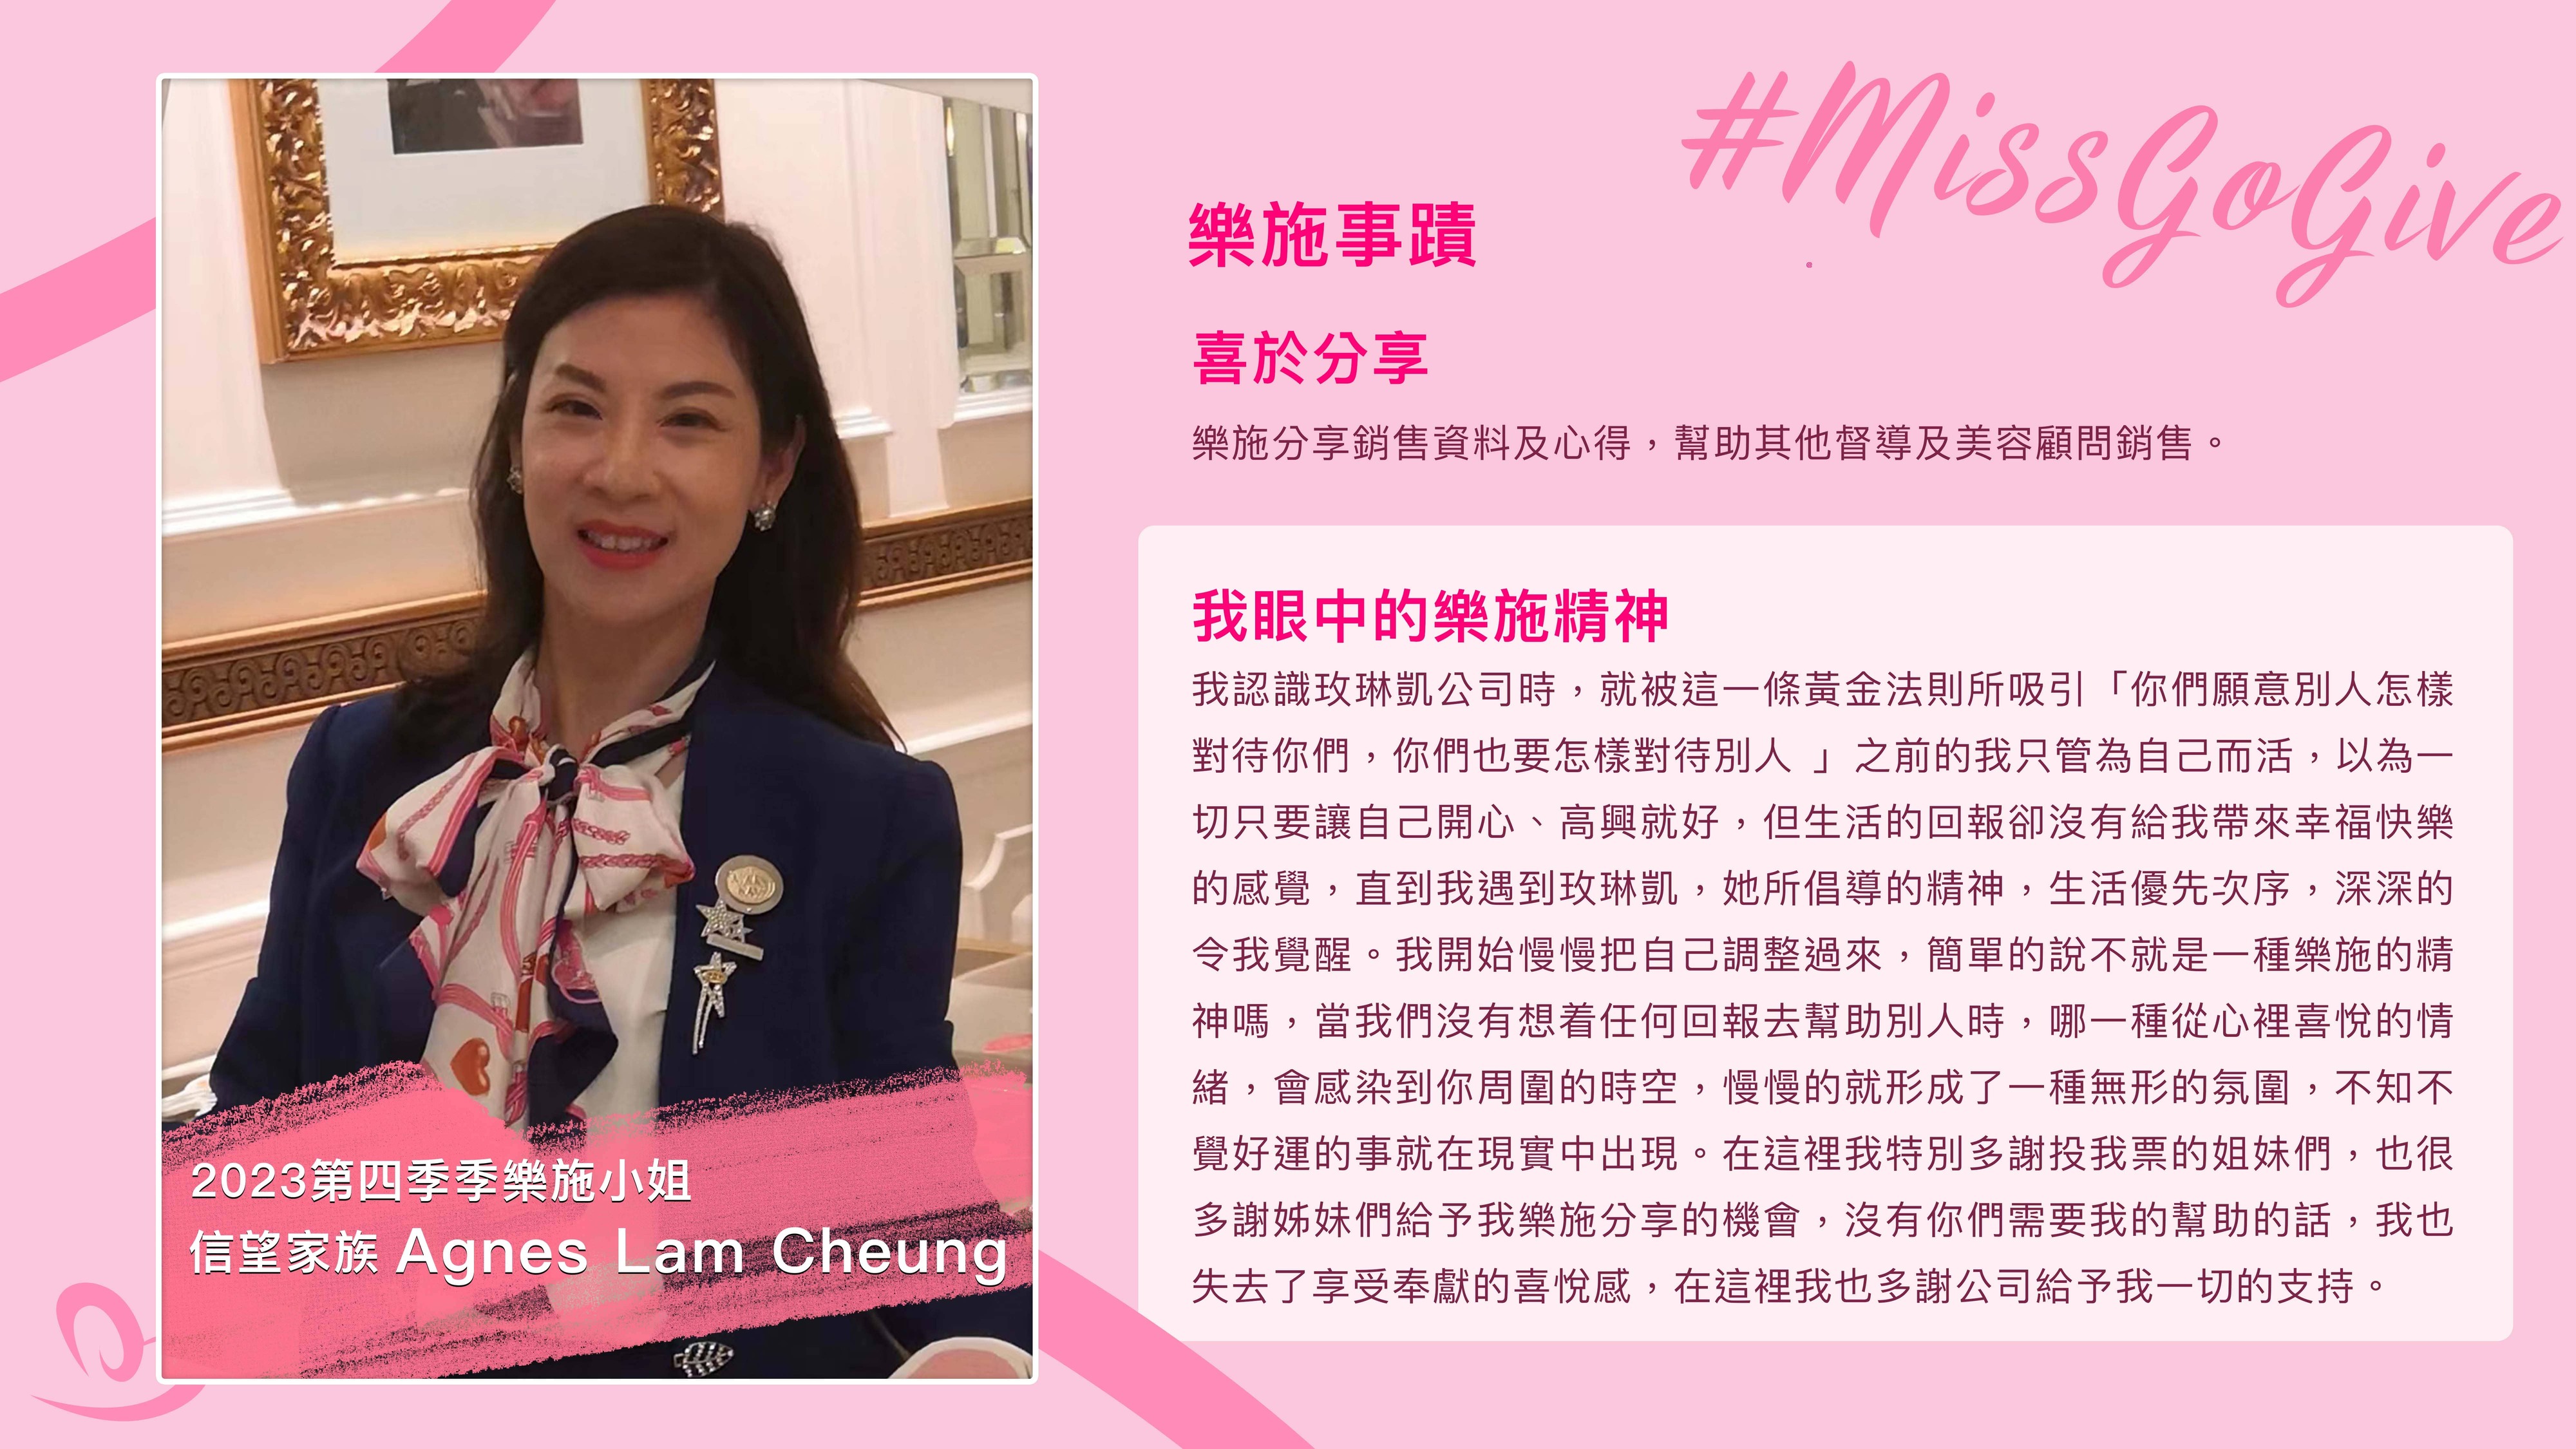 #MissGoGive
樂施事蹟
喜於分享
樂施分享銷售資料及心得，幫助其他督導及美容顧問銷售。
我眼中的樂施精神
我認識玫琳凱公司時，就被這一條黃金法則所吸引「你們願意別人怎樣
對待你們，你們也要怎樣對待別人 」之前的我只管為自己而活，以為一
切只要讓自己開心、高興就好，但生活的回報卻沒有給我帶來幸福快樂
的感覺，直到我遇到玫琳凱，她所倡導的精神，生活優先次序，深深的
令我覺醒。我開始慢慢把自己調整過來，簡單的說不就是一種樂施的精
神嗎，當我們沒有想着任何回報去幫助別人時，哪一種從心裡喜悅的情
緒，會感染到你周圍的時空，慢慢的就形成了一種無形的氛圍，不知不
覺好運的事就在現實中出現。在這裡我特別多謝投我票的姐妹們，也很
多謝姊妹們給予我樂施分享的機會，沒有你們需要我的幫助的話，我也
失去了享受奉獻的喜悅感，在這裡我也多謝公司給予我一切的支持。
2023第四季季樂施小姐
信望家族 Agnes Lam Cheung